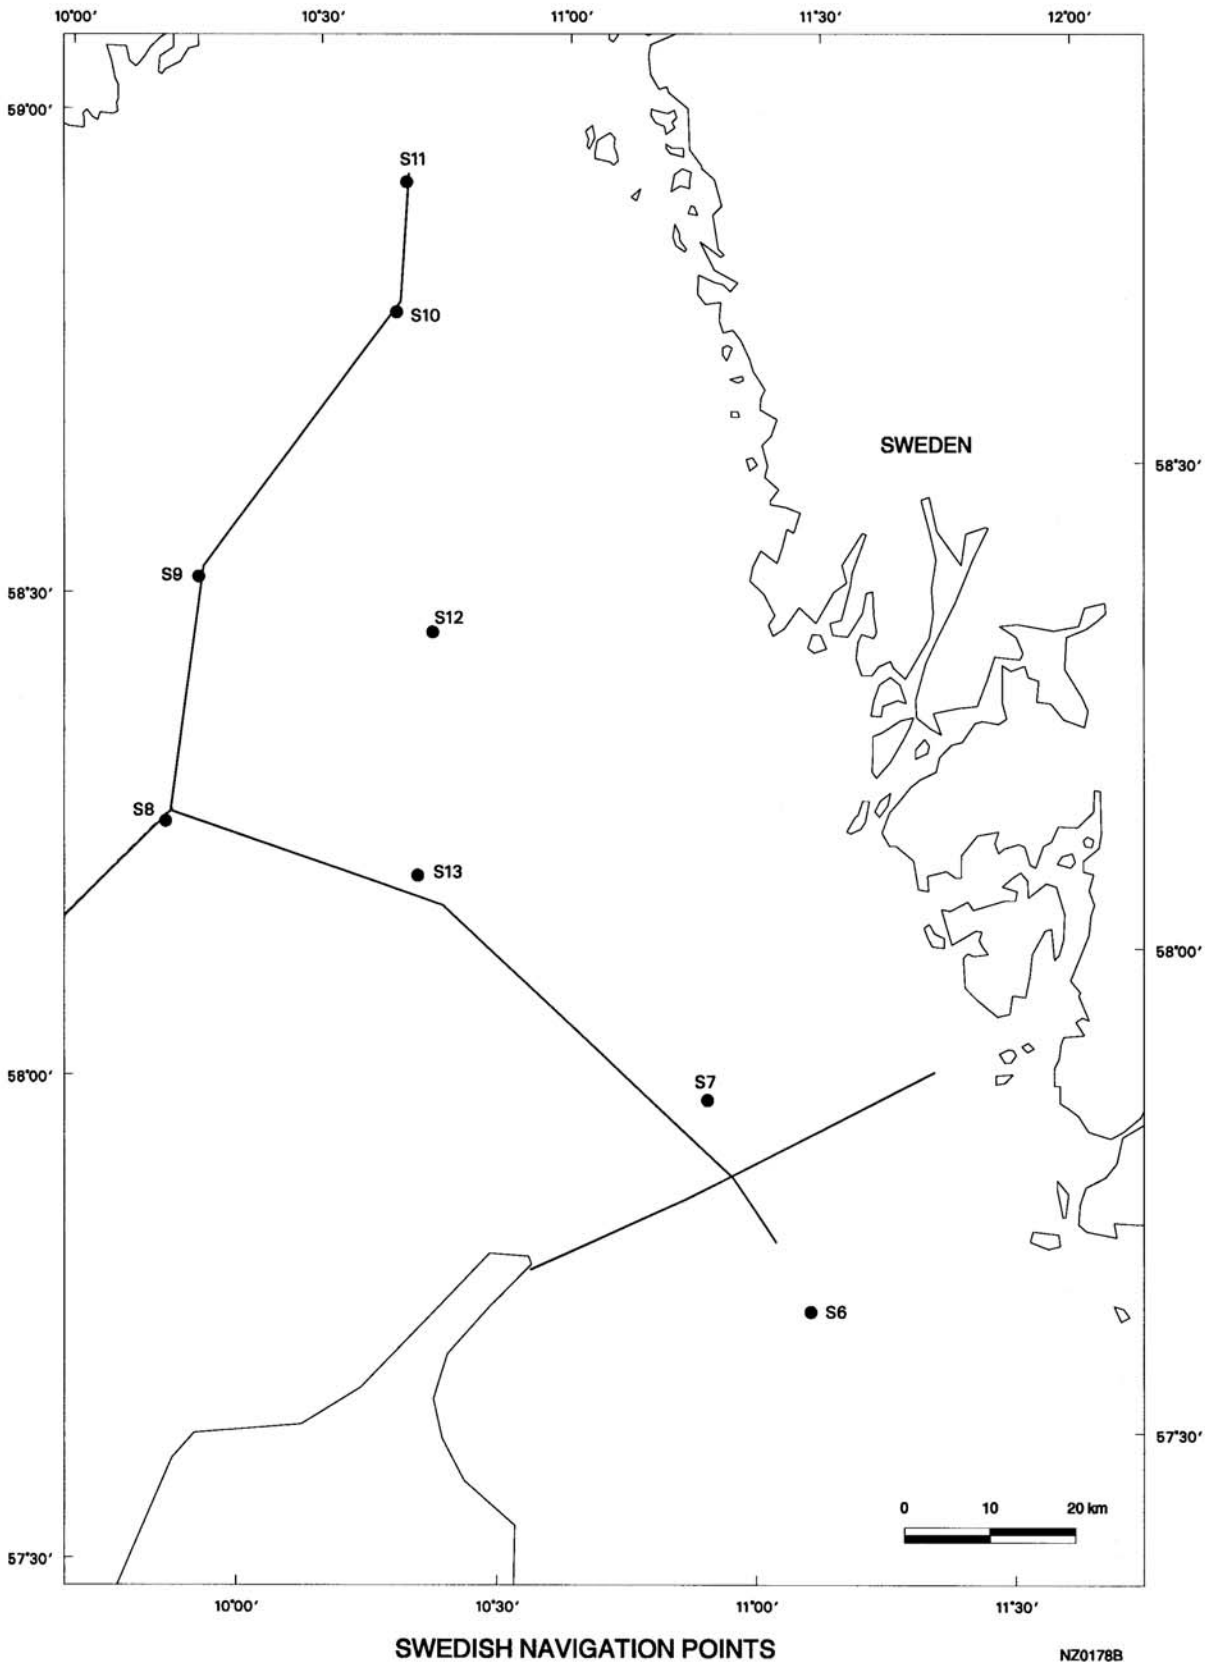 10°00′ 10°30′ 11°00′ 11°30′ 12°00′
59°00′
S11
S10
SWEDEN
58°30′
S9
58°30′
S12
S8
S13
58°00′
58°00′
S7
S6
57°30′
0 10 20 km
57°30′
10°00′ 10°30′ 11°00′ 11°30′
SWEDISH NAVIGATION POINTS
NZ0178B